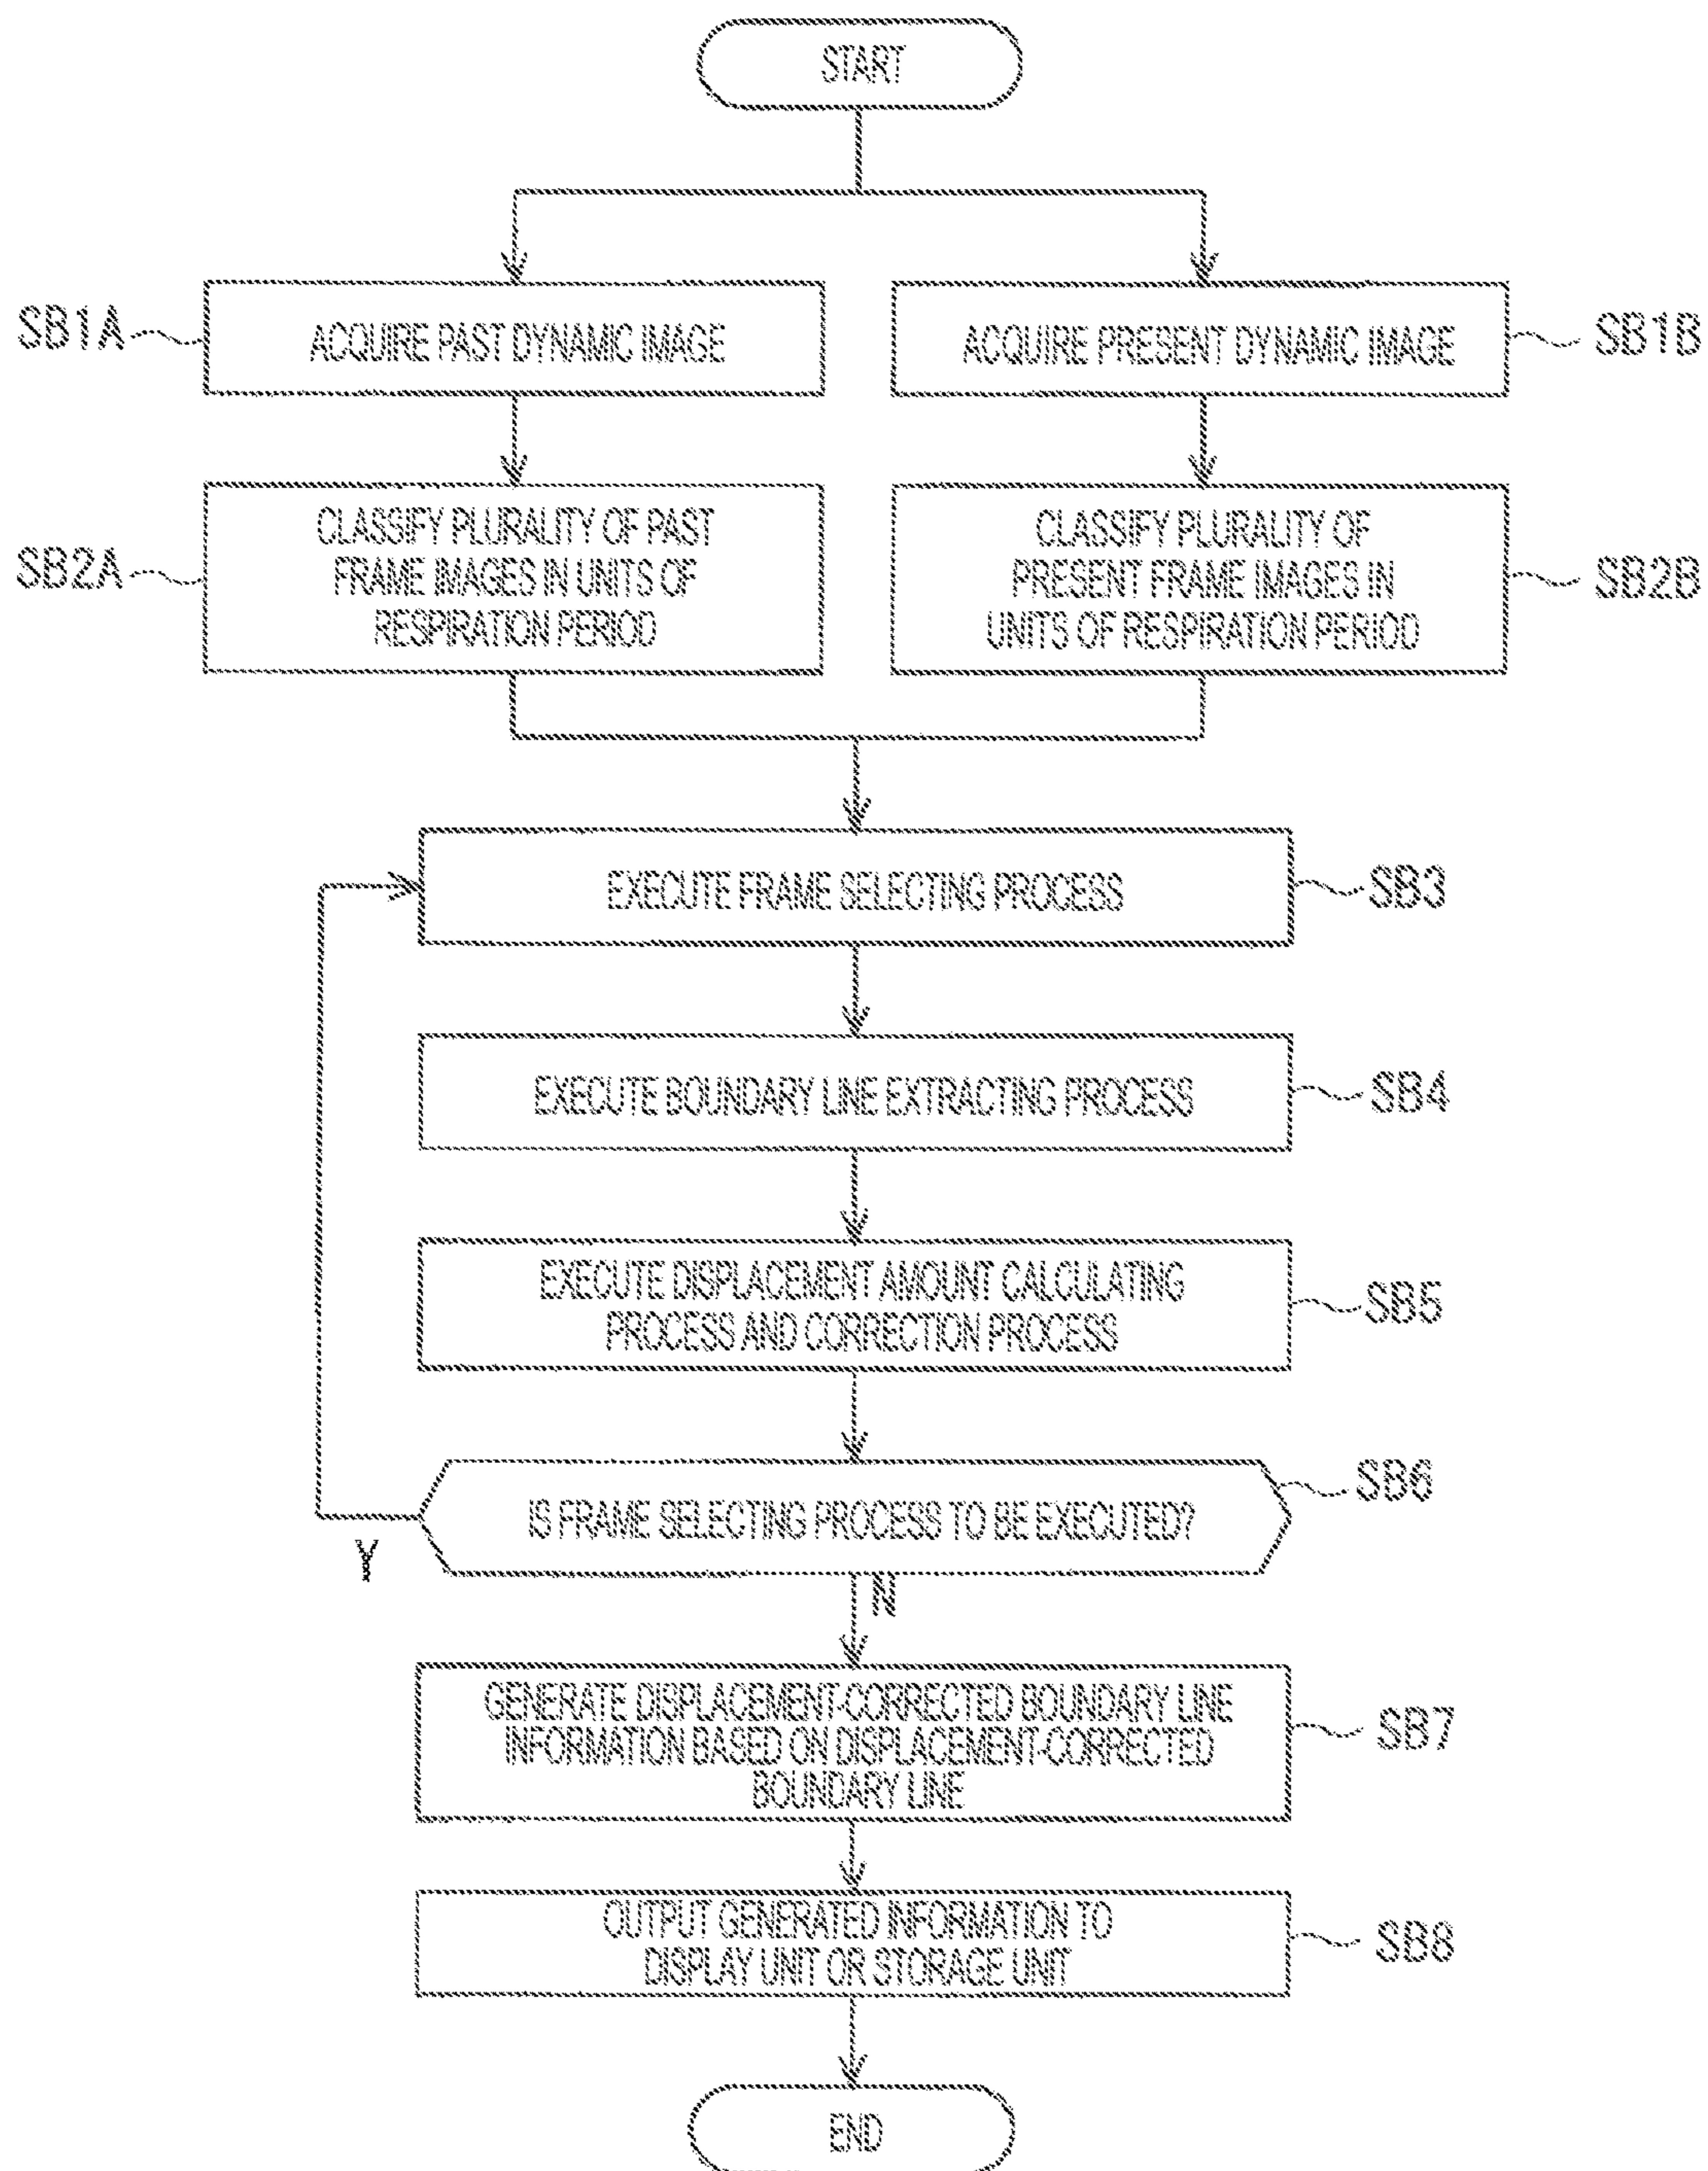 START
SB1A
ACQUIRE PAST DYNAMIC IMAGE
ACQUIRE PRESENT DYNAMIC IMAGE
SB1B
SB2A
CLASSIFY PLURALITY OF PAST
FRAME IMAGES IN UNITS OF
RESPIRATION PERIOD
CLASSIFY PLURALITY OF
PRESENT FRAME IMAGES IN
UNITS OF RESPIRATION PERIOD
SB2B
EXECUTE FRAME SELECTING PROCESS
SB3
EXECUTE BOUNDARY LINE EXTRACTING PROCESS
SB4
EXECUTE DISPLACEMENT AMOUNT CALCULATING
PROCESS AND CORRECTION PROCESS
SB5
IS FRAME SELECTING PROCESS TO BE EXECUTED?
SB6
Y
N
GENERATE DISPLACEMENT-CORRECTED BOUNDARY LINE
INFORMATION BASED ON DISPLACEMENT-CORRECTED
BOUNDARY LINE
SB7
OUTPUT GENERATED INFORMATION TO
DISPLAY UNIT OR STORAGE UNIT
SB8
END